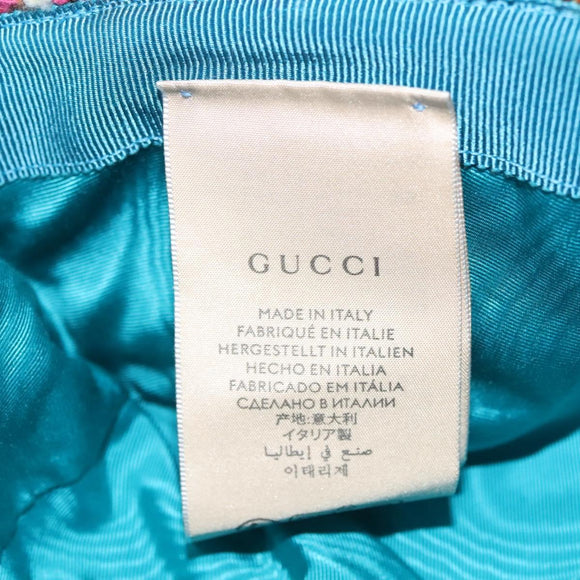 GUCCI
MADE IN ITALY
FABRIQUÉ EN ITALIE
HERGESTELLT IN ITALIEN
HECHO EN ITALIA
FABRICADO EM ITÁLIA
СДЕЛАНО В ИТАЛИИ
产地:意大利
イタリア製
صنع في إيطاليا
이태리제